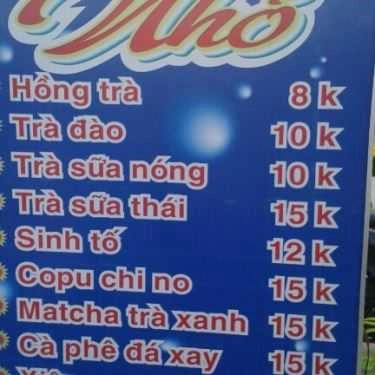 Nhỏ
Hồng trà 8 k
Trà đào 10 k
Trà sữa nóng 10 k
Trà sữa thái 15 k
Sinh tố 12 k
Copu chi no 15 k
Matcha trà xanh 15 k
Cà phê đá xay 15 k